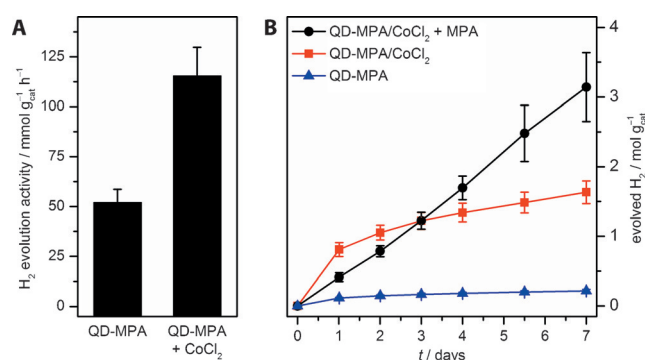 A
H₂ evolution activity / mmol g⁻¹cat h⁻¹
125
100
75
50
25
0
QD-MPA
QD-MPA
+ CoCl₂
B
QD-MPA/CoCl₂ + MPA
QD-MPA/CoCl₂
QD-MPA
4
3
2
1
0
evolved H₂ / mol g⁻¹cat
0 1 2 3 4 5 6 7
t / days